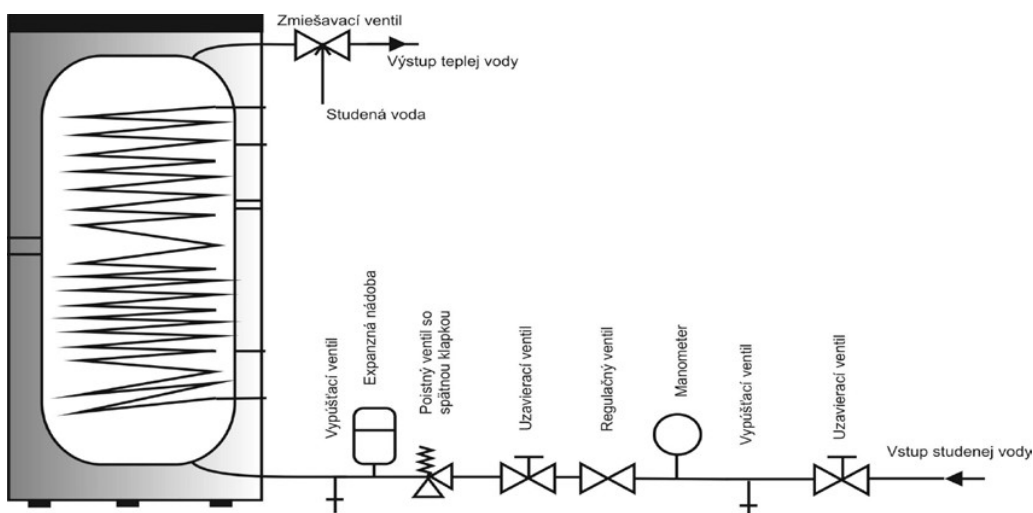 Zmiešavací ventil
Výstup teplej vody
Studená voda
Vypúšťací ventil
Expanzná nádoba
Poistný ventil so
spätnou klapkou
Uzavierací ventil
Regulačný ventil
Manometer
Vypúšťací ventil
Uzavierací ventil
Vstup studenej vody